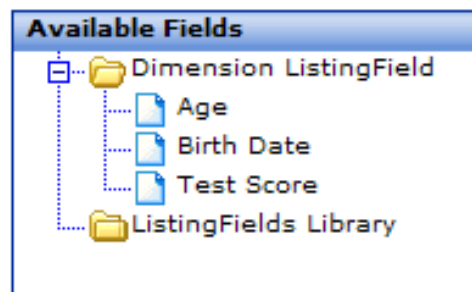 Available Fields
Dimension ListingField
Age
Birth Date
Test Score
ListingFields Library